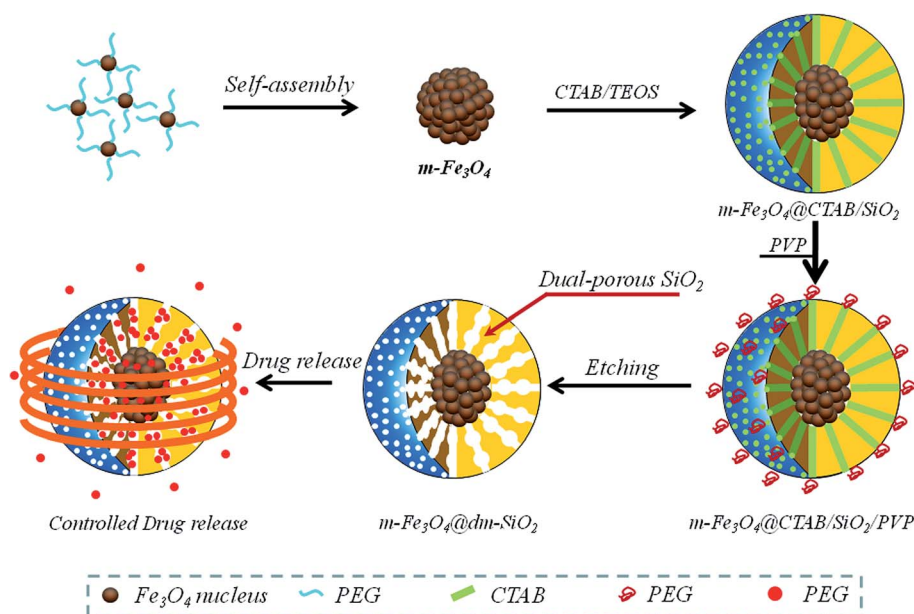 Self-assembly
m-Fe₃O₄
CTAB/TEOS
m-Fe₃O₄@CTAB/SiO₂
PVP
Dual-porous SiO₂
Drug release
Etching
Controlled Drug release
m-Fe₃O₄@dm-SiO₂
m-Fe₃O₄@CTAB/SiO₂/PVP
Fe₃O₄ nucleus PEG CTAB PEG PEG